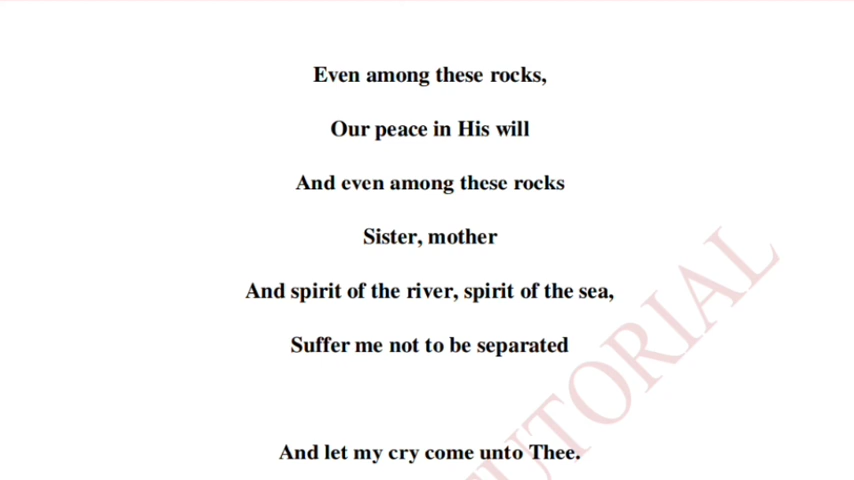 Even among these rocks,
Our peace in His will
And even among these rocks
Sister, mother
And spirit of the river, spirit of the sea,
Suffer me not to be separated
And let my cry come unto Thee.
TUTORIAL